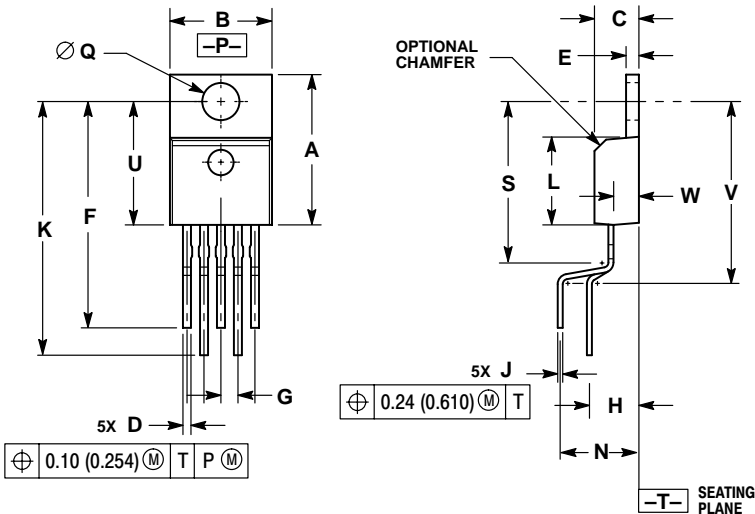 B
–P–
Ø Q
A
U
F
K
G
5X D
⌖ 0.10 (0.254) Ⓜ T P Ⓜ
C
E
OPTIONAL
CHAMFER
S
L
W
V
5X J
⌖ 0.24 (0.610) Ⓜ T
H
N
–T– SEATING
PLANE